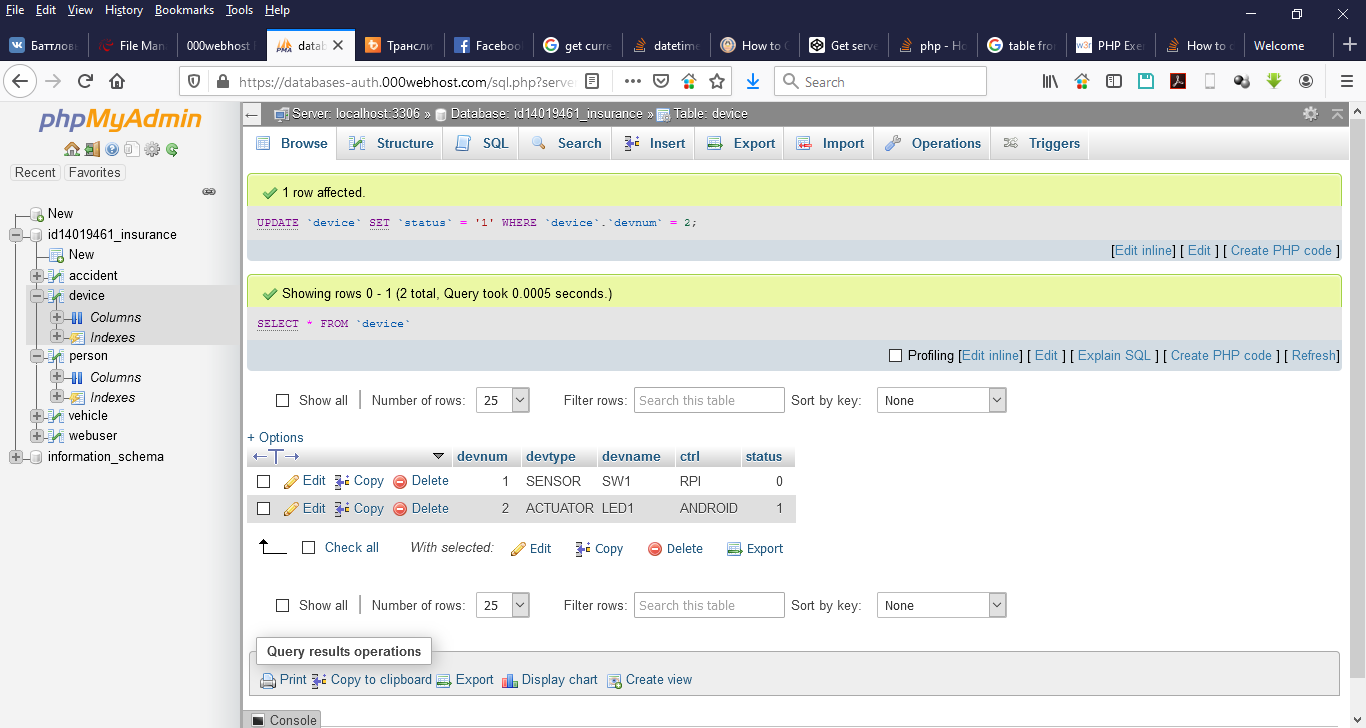 File Edit View History Bookmarks Tools Help
Баттлов File Man 000webhost datab Трансли Faceboo get curre datetime How to C Get serve php - Ho table fro PHP Exe How to c Welcome
https://databases-auth.000webhost.com/sql.php?serve Search
phpMyAdmin
Recent Favorites
New
id14019461_insurance
New
accident
device
Columns
Indexes
person
Columns
Indexes
vehicle
webuser
information_schema
Server: localhost:3306 » Database: id14019461_insurance » Table: device
Browse Structure SQL Search Insert Export Import Operations Triggers
1 row affected.
UPDATE `device` SET `status` = '1' WHERE `device`.`devnum` = 2;
[Edit inline] [ Edit ] [ Create PHP code ]
Showing rows 0 - 1 (2 total, Query took 0.0005 seconds.)
SELECT * FROM `device`
Profiling [Edit inline] [ Edit ] [ Explain SQL ] [ Create PHP code ] [ Refresh]
Show all Number of rows: 25 Filter rows: Search this table Sort by key: None
+ Options
←T→ devnum devtype devname ctrl status
Edit Copy Delete 1 SENSOR SW1 RPI 0
Edit Copy Delete 2 ACTUATOR LED1 ANDROID 1
Check all With selected: Edit Copy Delete Export
Show all Number of rows: 25 Filter rows: Search this table Sort by key: None
Query results operations
Print Copy to clipboard Export Display chart Create view
Console